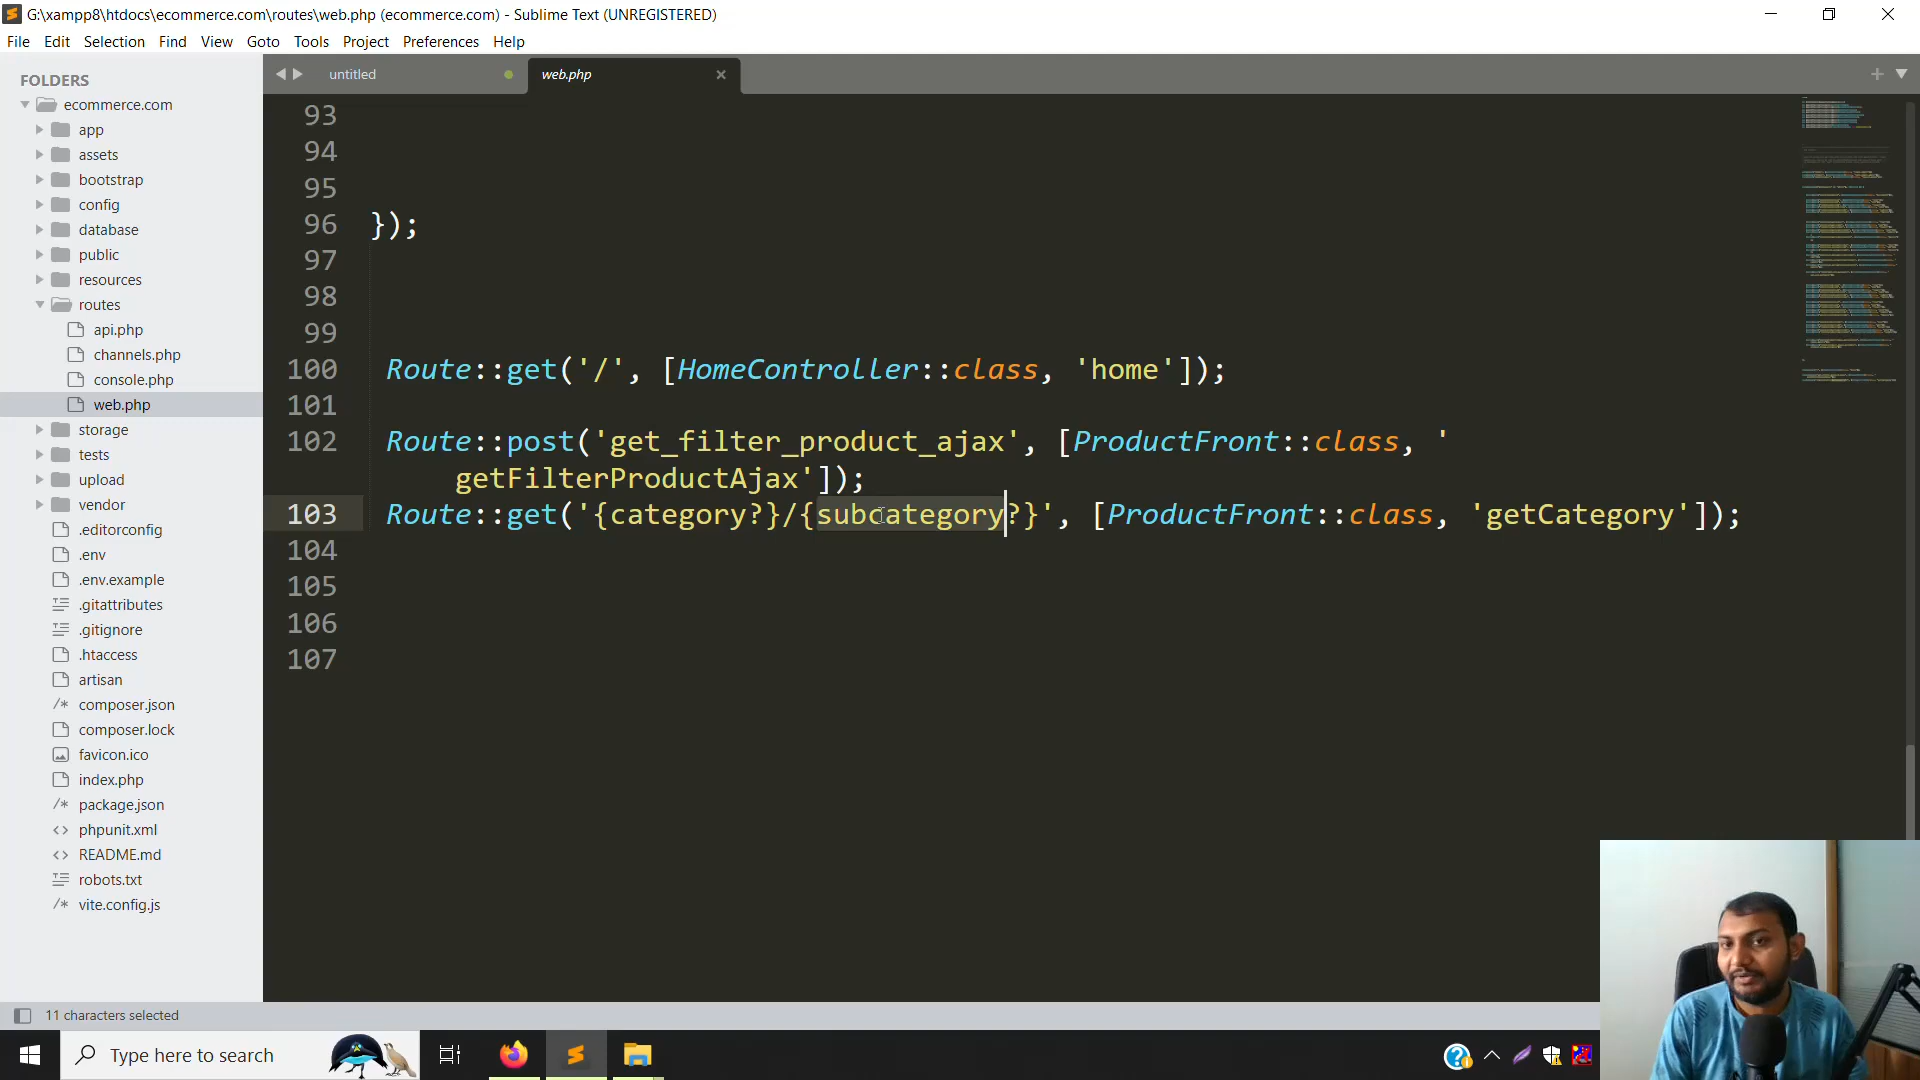 G:\xampp8\htdocs\ecommerce.com\routes\web.php (ecommerce.com) - Sublime Text (UNREGISTERED)
File Edit Selection Find View Goto Tools Project Preferences Help
FOLDERS
ecommerce.com
app
assets
bootstrap
config
database
public
resources
routes
api.php
channels.php
console.php
web.php
storage
tests
upload
vendor
.editorconfig
.env
.env.example
.gitattributes
.gitignore
.htaccess
artisan
composer.json
composer.lock
favicon.ico
index.php
package.json
phpunit.xml
README.md
robots.txt
vite.config.js
untitled
web.php
93
94
95
96 });
97
98
99
100 Route::get('/', [HomeController::class, 'home']);
101
102 Route::post('get_filter_product_ajax', [ProductFront::class, '
getFilterProductAjax']);
103 Route::get('{category?}/{subcategory?}', [ProductFront::class, 'getCategory']);
104
105
106
107
11 characters selected
Type here to search